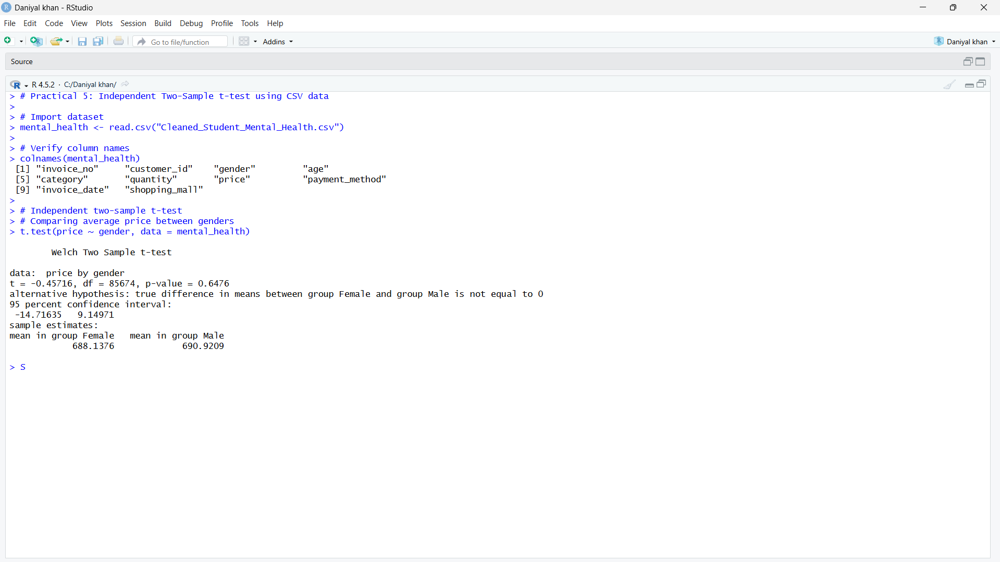 Daniyal khan - RStudio
File Edit Code View Plots Session Build Debug Profile Tools Help
Go to file/function Addins Daniyal khan
Source
R 4.5.2 · C:/Daniyal khan/
> # Practical 5: Independent Two-Sample t-test using CSV data
>
> # Import dataset
> mental_health <- read.csv("Cleaned_Student_Mental_Health.csv")
>
> # Verify column names
> colnames(mental_health)
[1] "invoice_no" "customer_id" "gender" "age"
[5] "category" "quantity" "price" "payment_method"
[9] "invoice_date" "shopping_mall"
>
> # Independent two-sample t-test
> # Comparing average price between genders
> t.test(price ~ gender, data = mental_health)
Welch Two Sample t-test
data: price by gender
t = -0.45716, df = 85674, p-value = 0.6476
alternative hypothesis: true difference in means between group Female and group Male is not equal to 0
95 percent confidence interval:
-14.71635 9.14971
sample estimates:
mean in group Female mean in group Male
688.1376 690.9209
> S